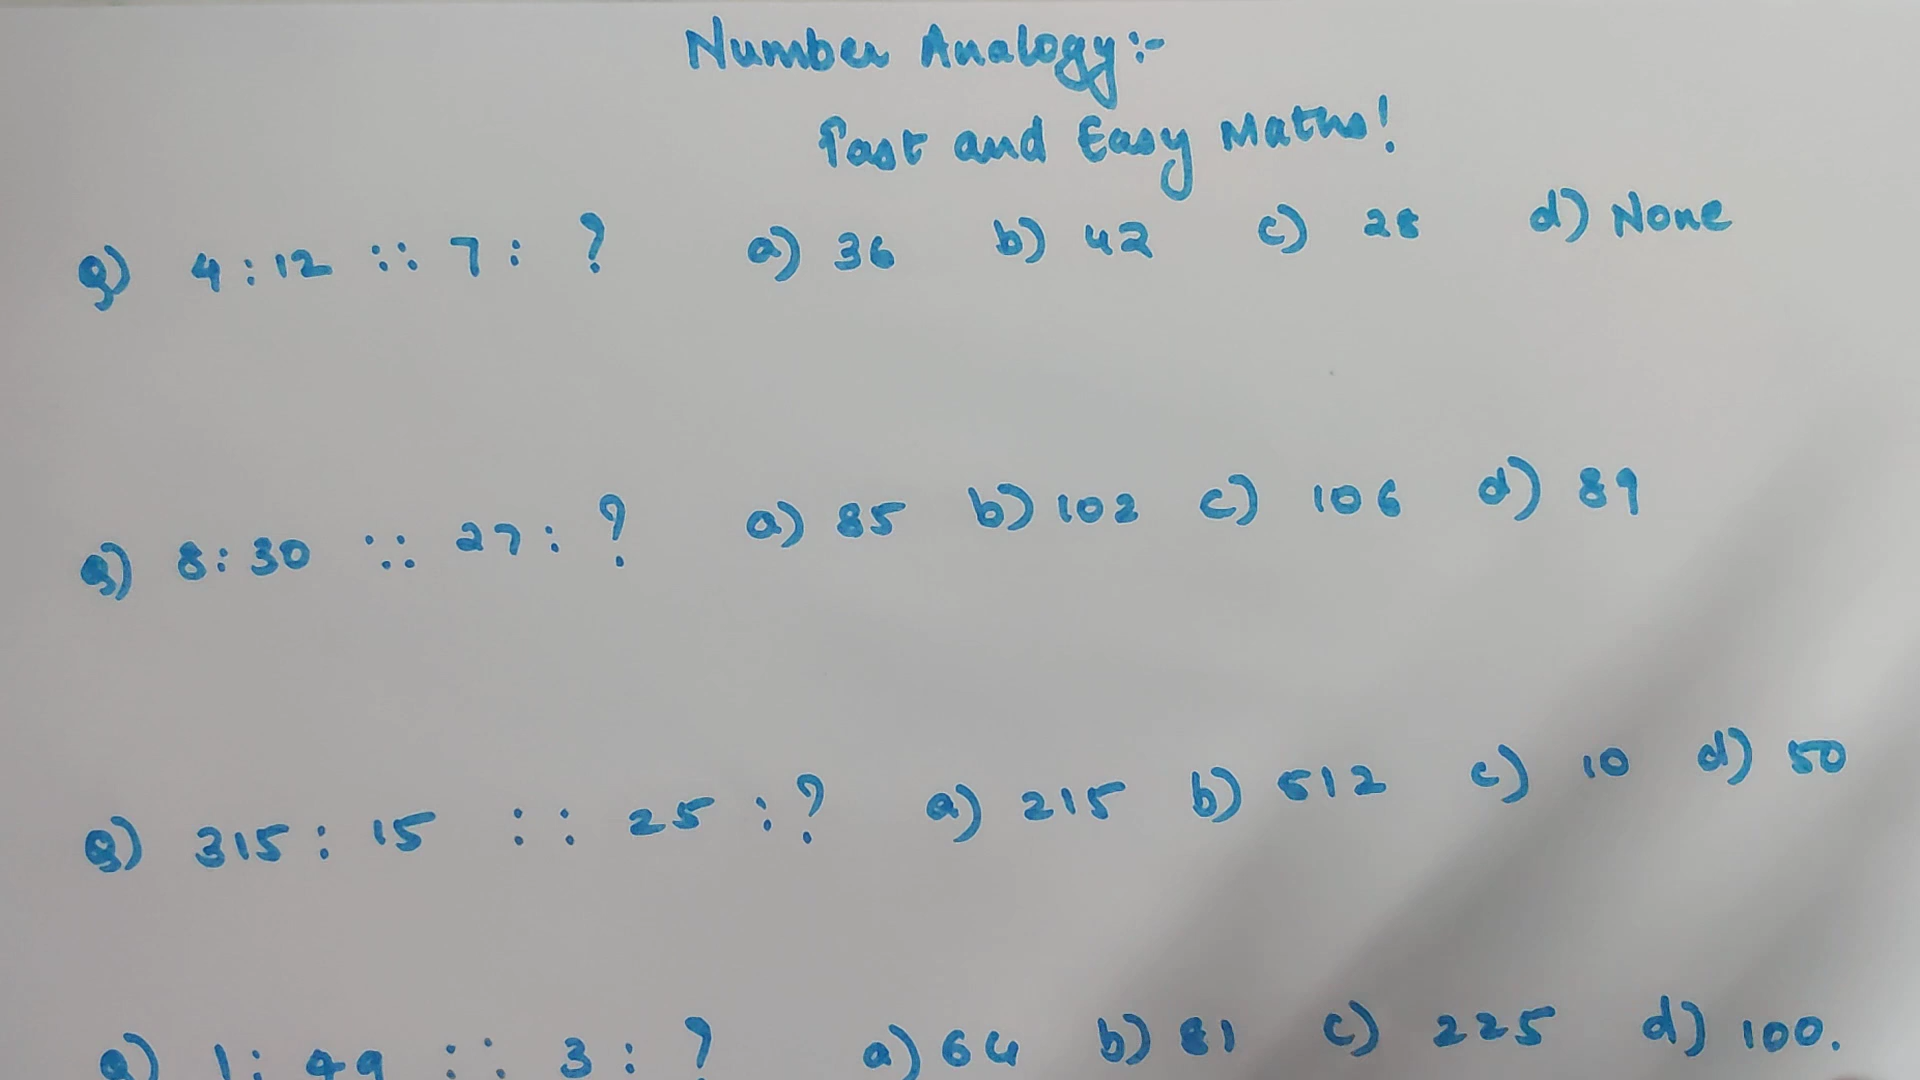 Number Analogy:-
Fast and Easy Maths!
Q) 4 : 12 :: 7 : ? a) 36 b) 42 c) 28 d) None
Q) 8 : 30 :: 27 : ? a) 85 b) 102 c) 106 d) 89
Q) 315 : 15 :: 25 : ? a) 215 b) 512 c) 10 d) 50
Q) 1 : 49 :: 3 : ? a) 64 b) 81 c) 225 d) 100.